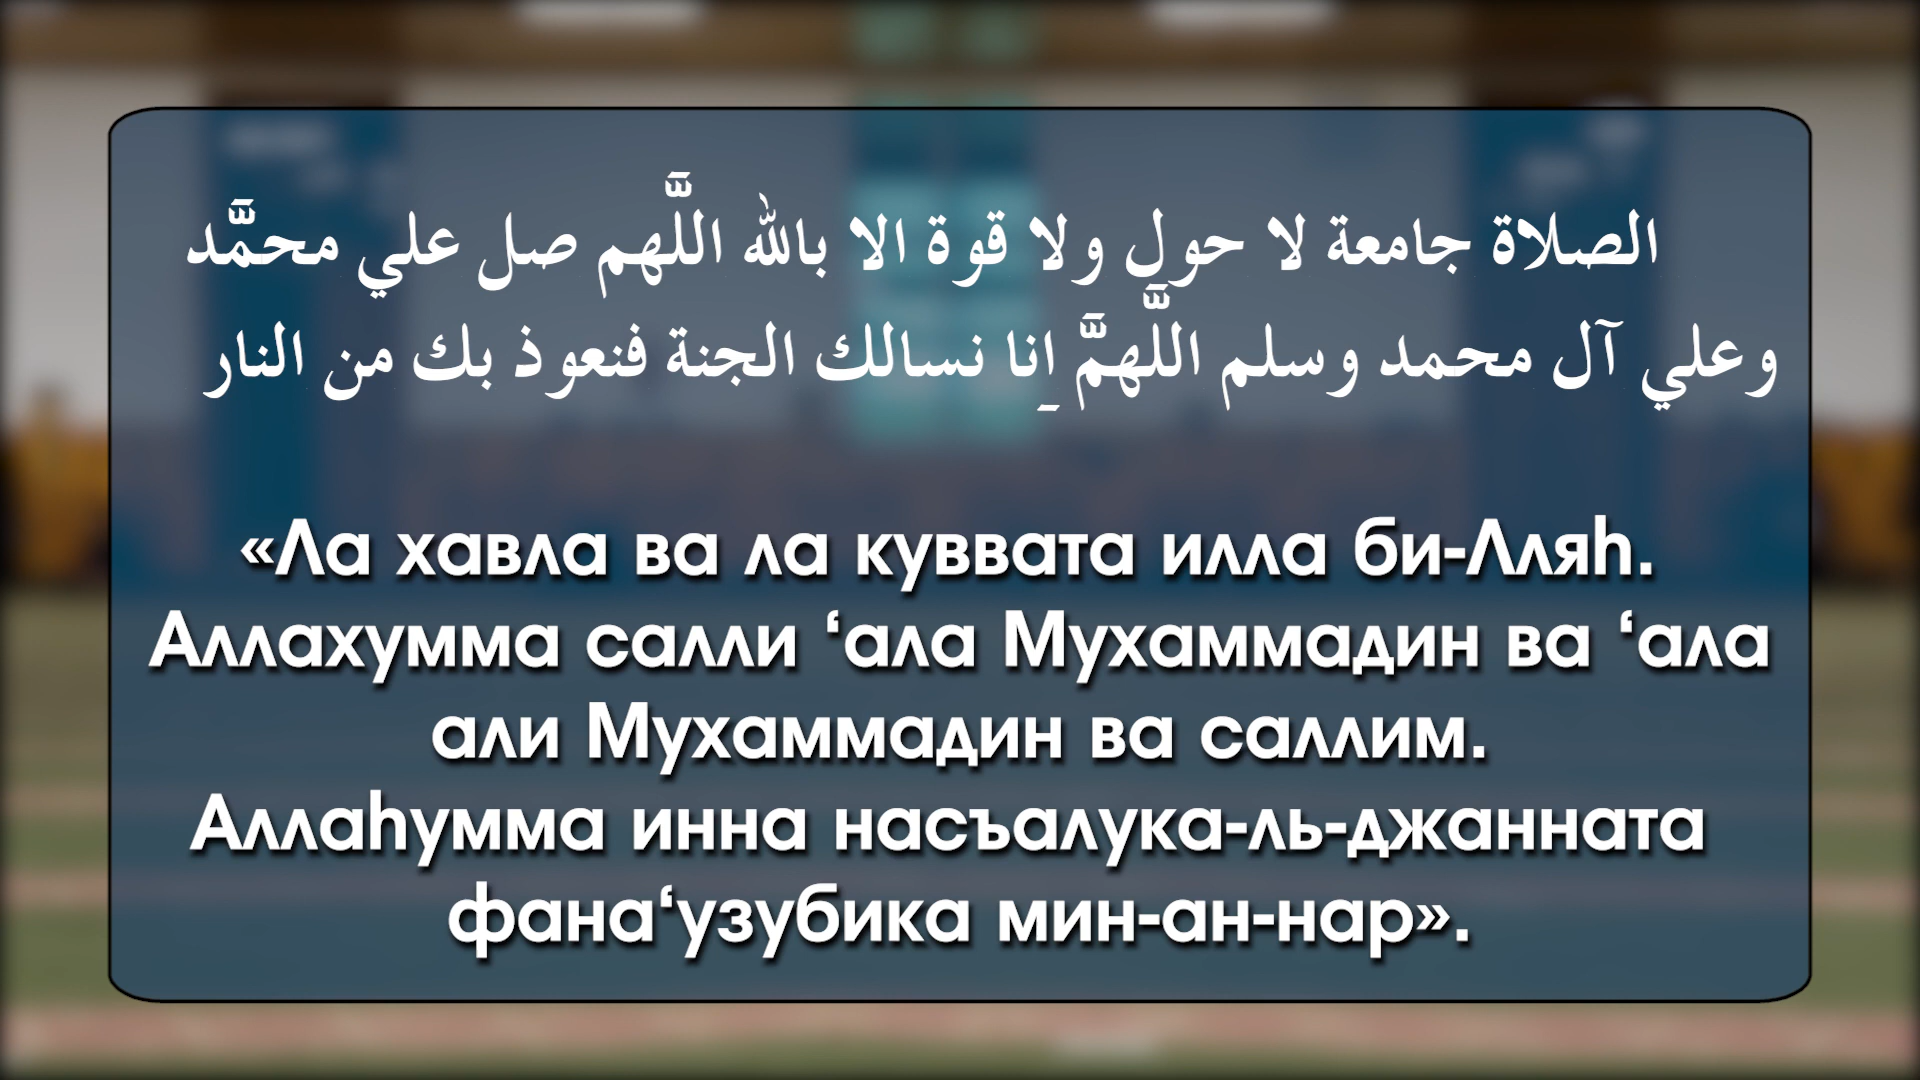 الصلاة جامعة لا حول ولا قوة الا بالله اللَّهم صل علي محمَّد
وعلي آل محمد وسلم اللَّهمَّ اِنا نسالك الجنة فنعوذ بك من النار
«Ла хавла ва ла куввата илла би-Лляһ.
Аллахумма салли ‘ала Мухаммадин ва ‘ала
али Мухаммадин ва саллим.
Аллаһумма инна насъалука-ль-джанната
фана‘узубика мин-ан-нар».